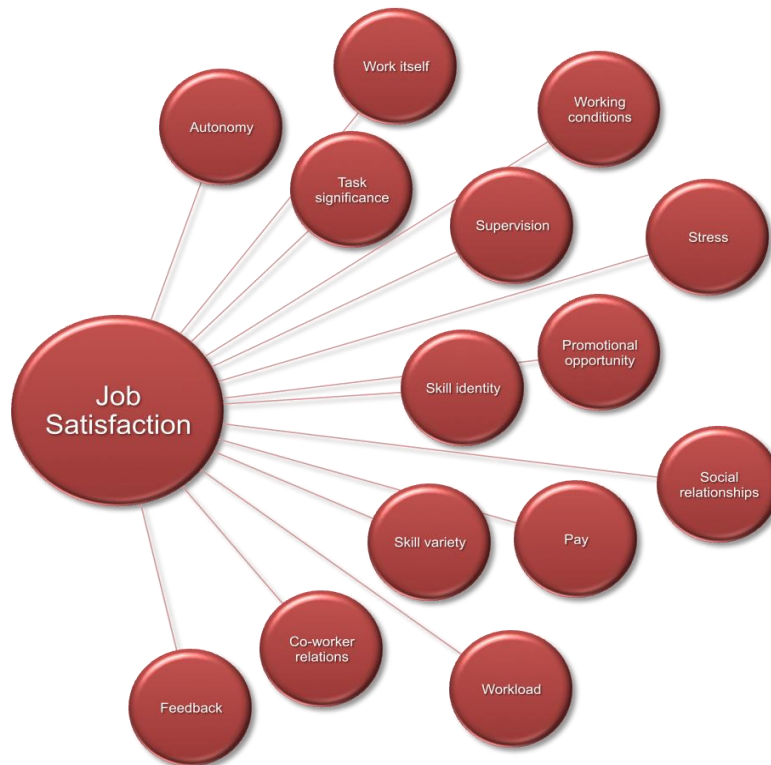 Work itself
Working
conditions
Autonomy
Task
significance
Supervision
Stress
Promotional
opportunity
Skill identity
Job
Satisfaction
Social
relationships
Skill variety
Pay
Co-worker
relations
Workload
Feedback